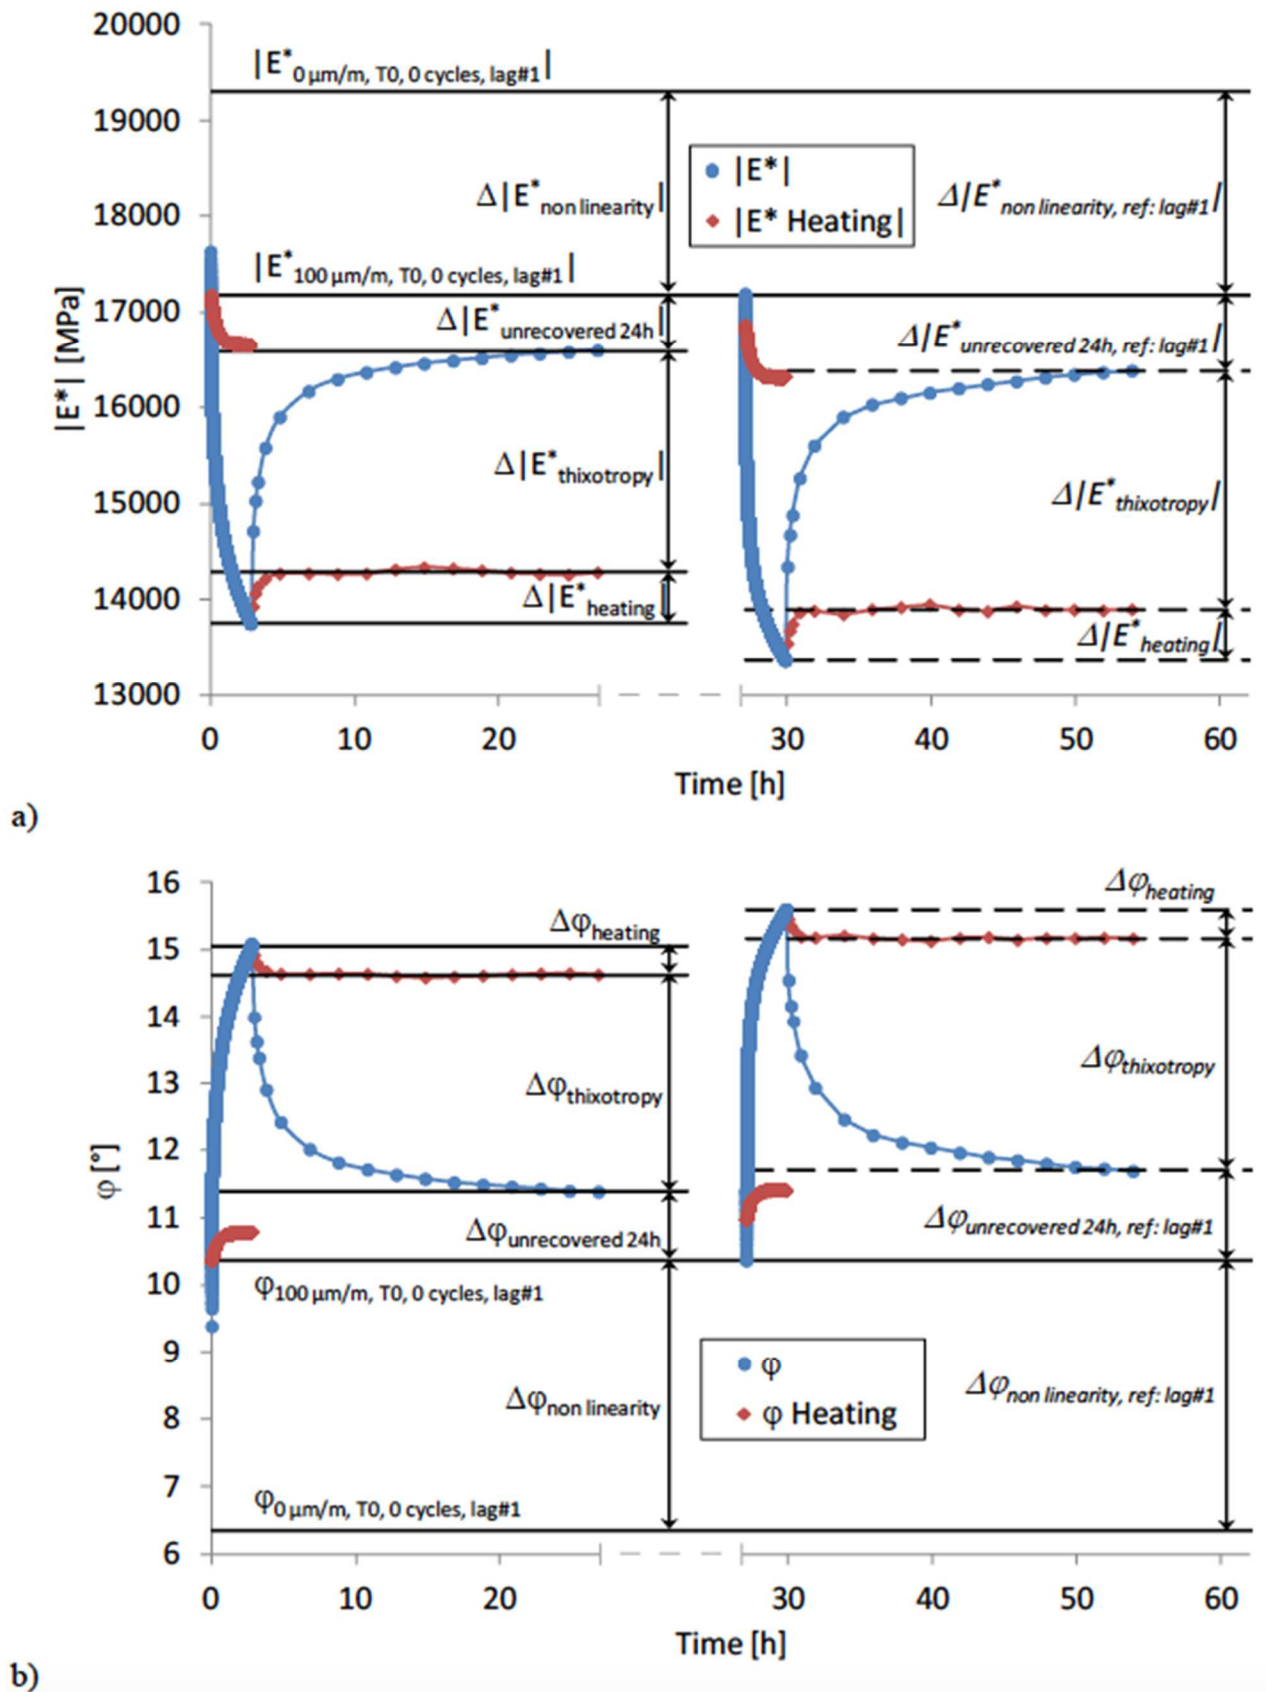 20000
|E*0 µm/m, T0, 0 cycles, lag#1|
19000
|E*|
|E* Heating|
Δ|E*non linearity|
Δ|E*non linearity, ref: lag#1|
18000
|E*100 µm/m, T0, 0 cycles, lag#1|
17000
Δ|E*unrecovered 24h|
Δ|E*unrecovered 24h, ref: lag#1|
|E*| [MPa]
16000
Δ|E*thixotropy|
Δ|E*thixotropy|
15000
14000
Δ|E*heating|
Δ|E*heating|
13000
0 10 20 30 40 50 60
Time [h]
a)
16
Δφheating
Δφheating
15
14
Δφthixotropy
Δφthixotropy
13
12
φ [°]
11
Δφunrecovered 24h
Δφunrecovered 24h, ref: lag#1
10
φ100 µm/m, T0, 0 cycles, lag#1
9
φ
φ Heating
Δφnon linearity
Δφnon linearity, ref: lag#1
8
7
φ0 µm/m, T0, 0 cycles, lag#1
6
0 10 20 30 40 50 60
Time [h]
b)